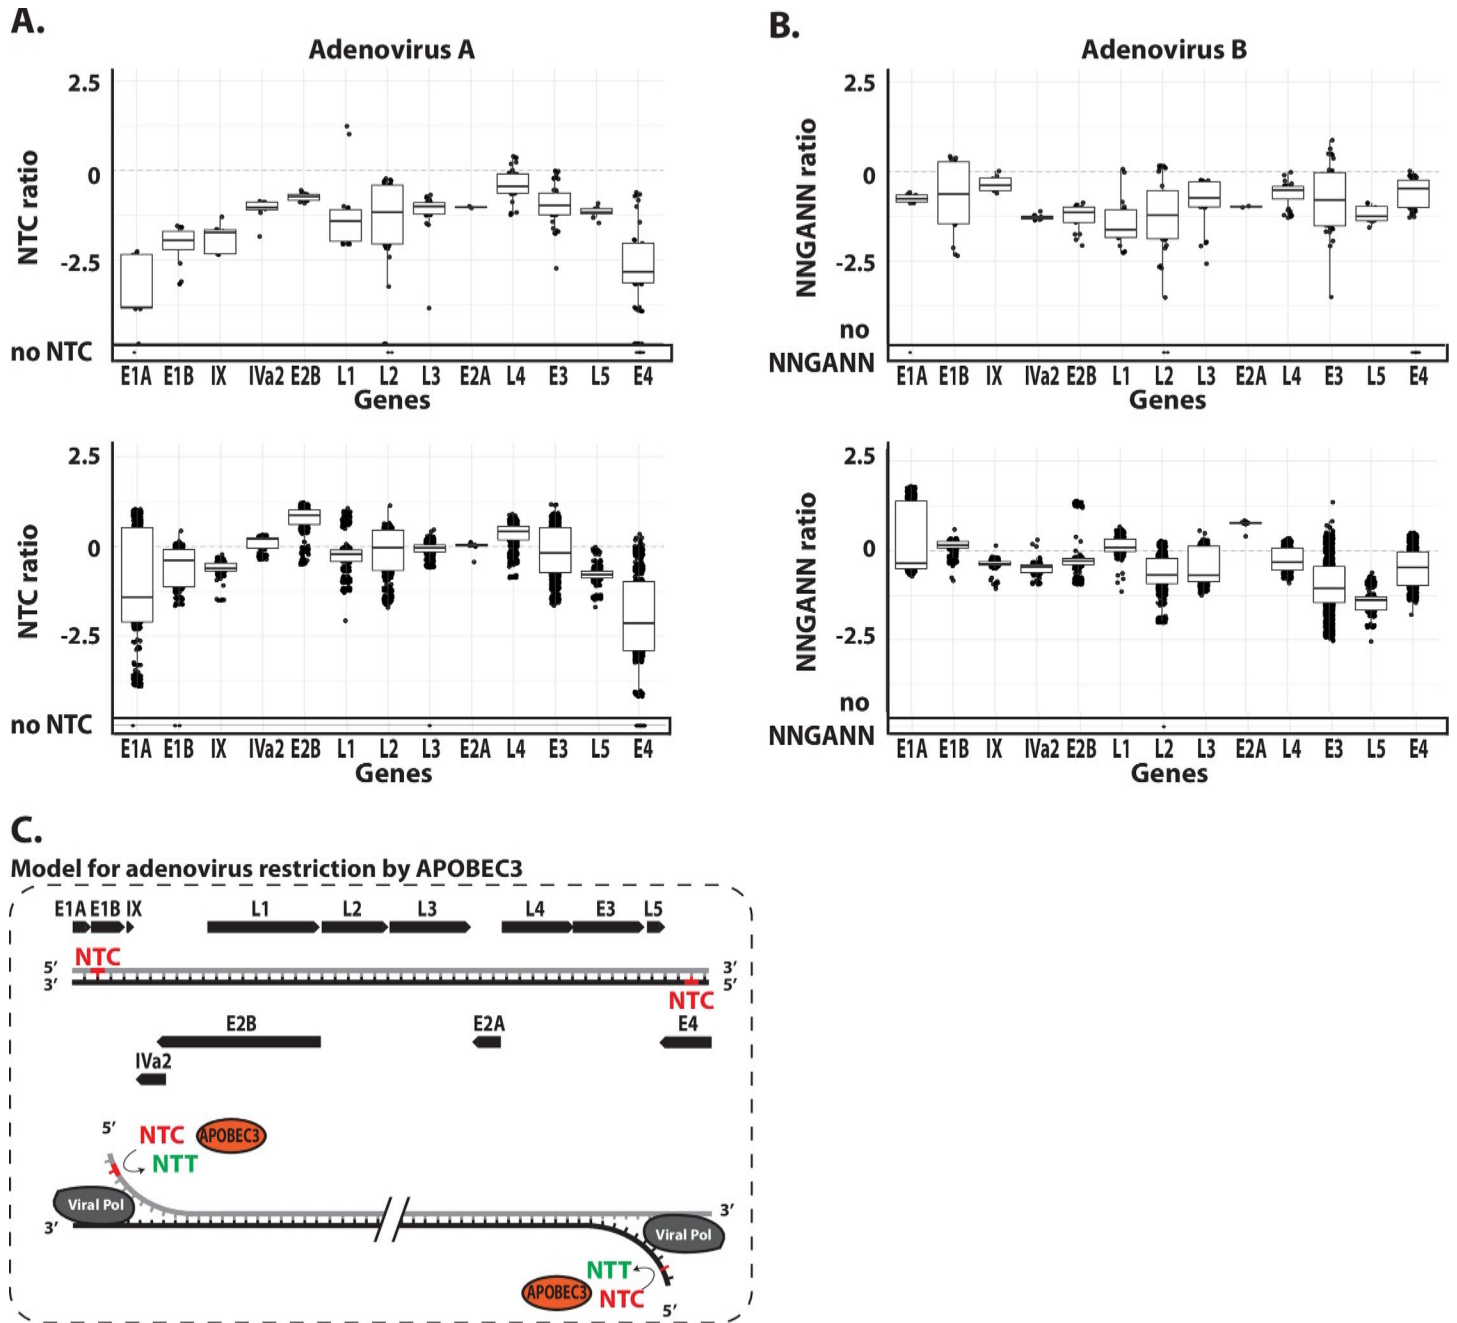 A.
Adenovirus A
2.5
0
-2.5
NTC ratio
no NTC
E1A E1B IX IVa2 E2B L1 L2 L3 E2A L4 E3 L5 E4
Genes
2.5
0
-2.5
NTC ratio
no NTC
E1A E1B IX IVa2 E2B L1 L2 L3 E2A L4 E3 L5 E4
Genes
B.
Adenovirus B
2.5
0
-2.5
NNGANN ratio
no
NNGANN
E1A E1B IX IVa2 E2B L1 L2 L3 E2A L4 E3 L5 E4
Genes
2.5
0
-2.5
NNGANN ratio
no
NNGANN
E1A E1B IX IVa2 E2B L1 L2 L3 E2A L4 E3 L5 E4
Genes
C.
Model for adenovirus restriction by APOBEC3
E1A E1B IX L1 L2 L3 L4 E3 L5
NTC
5' 3'
3' 5'
NTC
E2B E2A E4
IVa2
5'
NTC APOBEC3
NTT
Viral Pol
3'
3'
Viral Pol
NTT
APOBEC3 NTC
5'